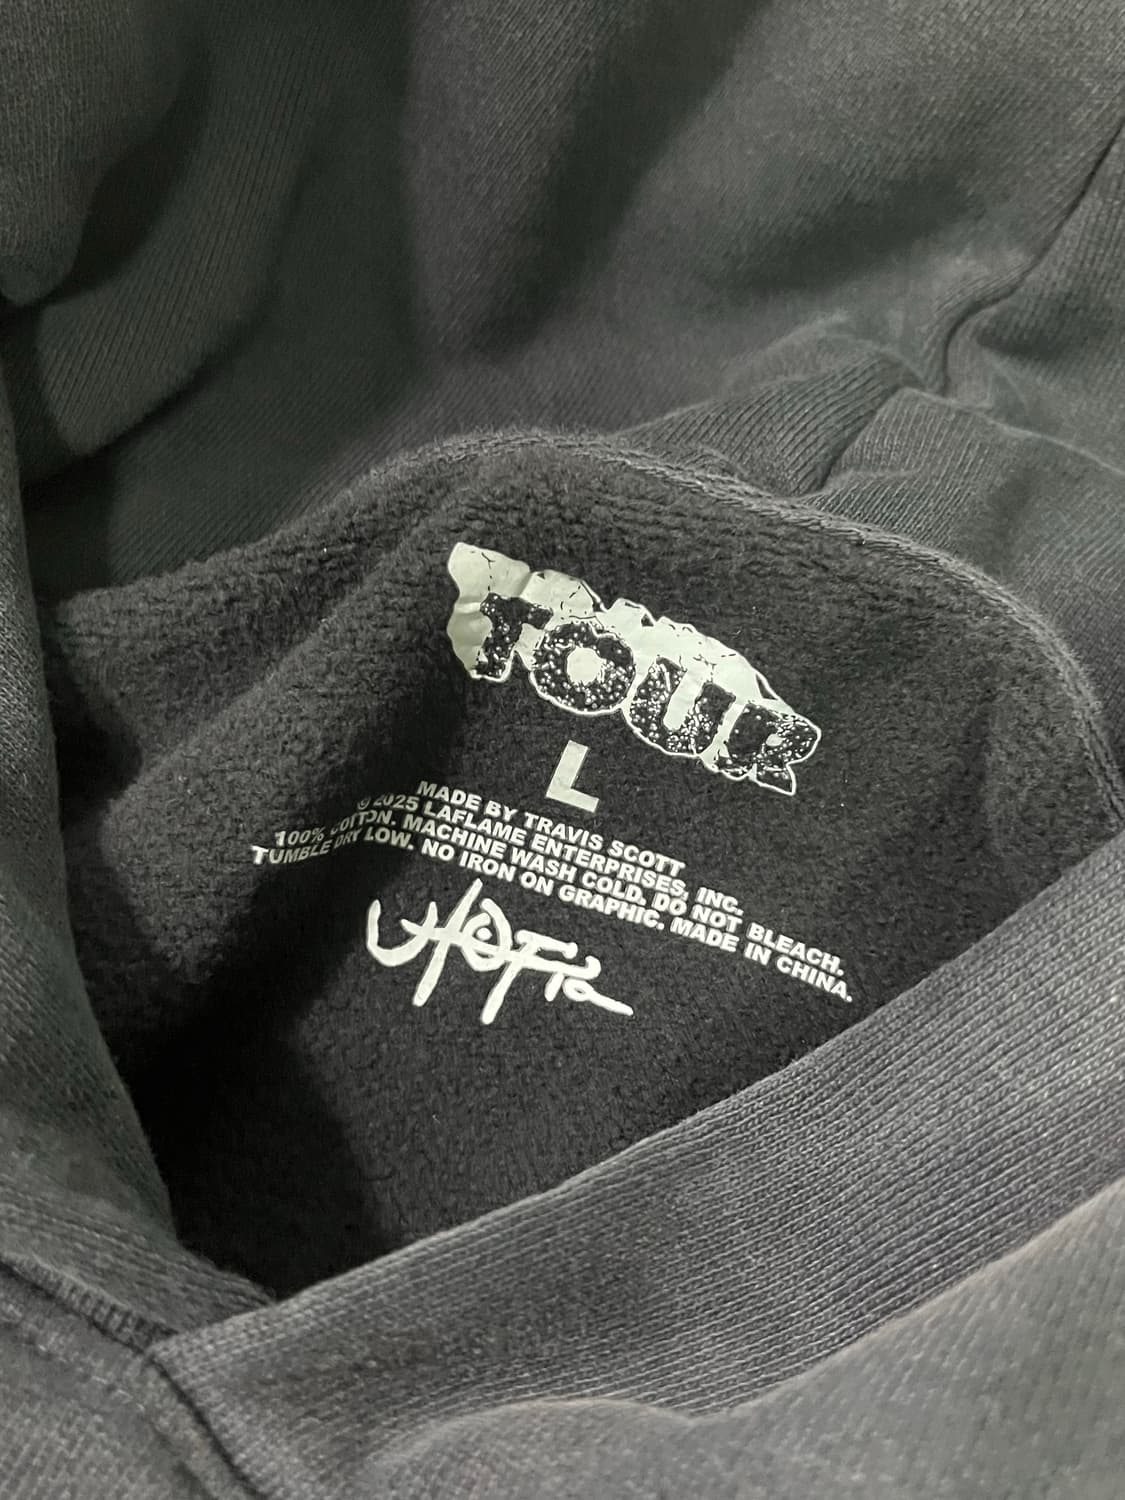 TOUR
L
MADE BY TRAVIS SCOTT
© 2025 LAFLAME ENTERPRISES, INC.
100% COTTON. MACHINE WASH COLD. DO NOT BLEACH.
TUMBLE DRY LOW. NO IRON ON GRAPHIC. MADE IN CHINA.
UTOPIA